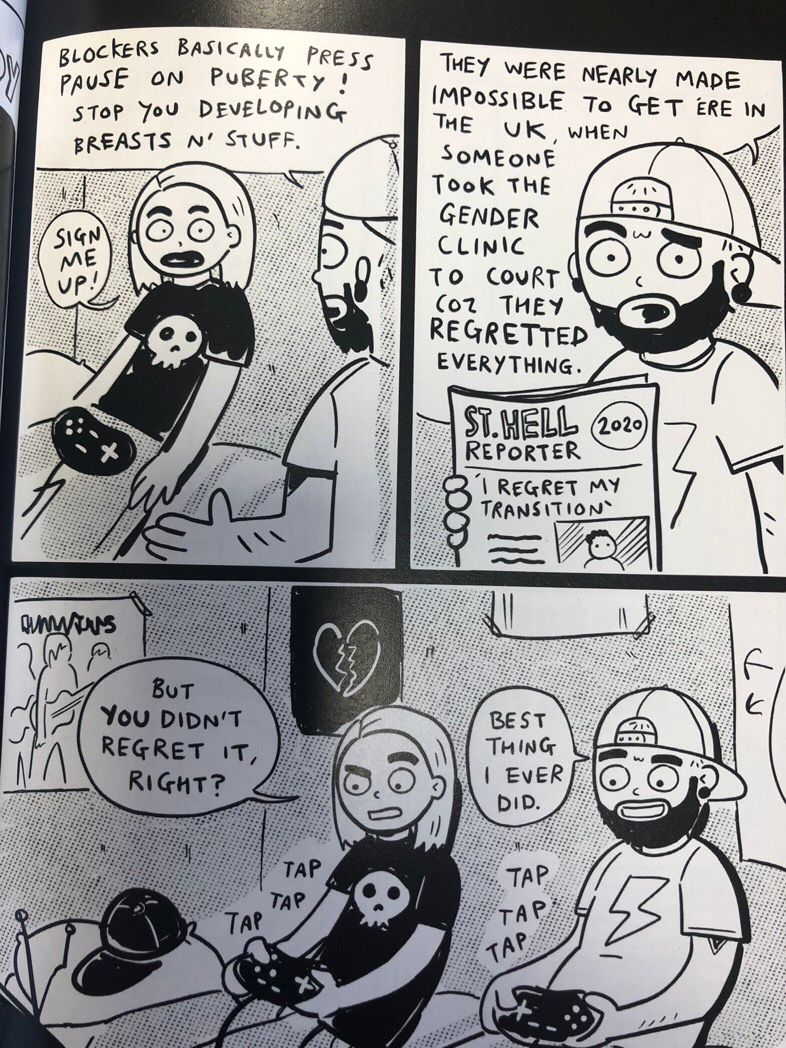 BLOCKERS BASICALLY PRESS
PAUSE ON PUBERTY!
STOP YOU DEVELOPING
BREASTS N' STUFF.
SIGN
ME
UP!
THEY WERE NEARLY MADE
IMPOSSIBLE TO GET 'ERE IN
THE UK, WHEN
SOMEONE
TOOK THE
GENDER
CLINIC
TO COURT
COZ THEY
REGRETTED
EVERYTHING.
ST. HELL
REPORTER
2020
'I REGRET MY
TRANSITION'
BUT
YOU DIDN'T
REGRET IT,
RIGHT?
BEST
THING
I EVER
DID.
TAP
TAP
TAP
TAP
TAP
TAP